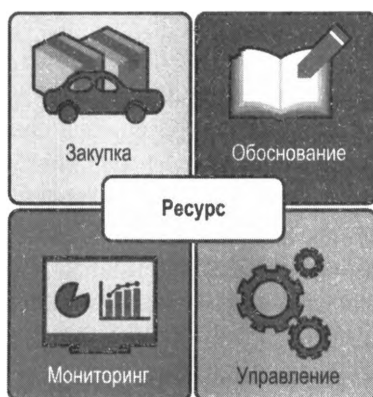 Закупка
Обоснование
Ресурс
Мониторинг
Управление